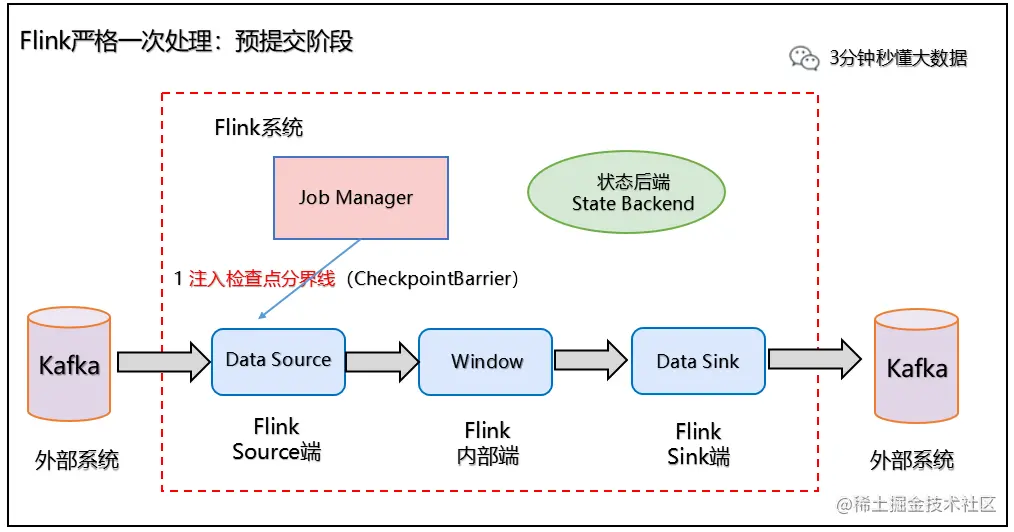 Flink严格一次处理：预提交阶段
3分钟秒懂大数据
Flink系统
Job Manager
状态后端
State Backend
1 注入检查点分界线（CheckpointBarrier）
Kafka
Data Source
Window
Data Sink
Kafka
外部系统
Flink
Source端
Flink
内部端
Flink
Sink端
外部系统
@稀土掘金技术社区